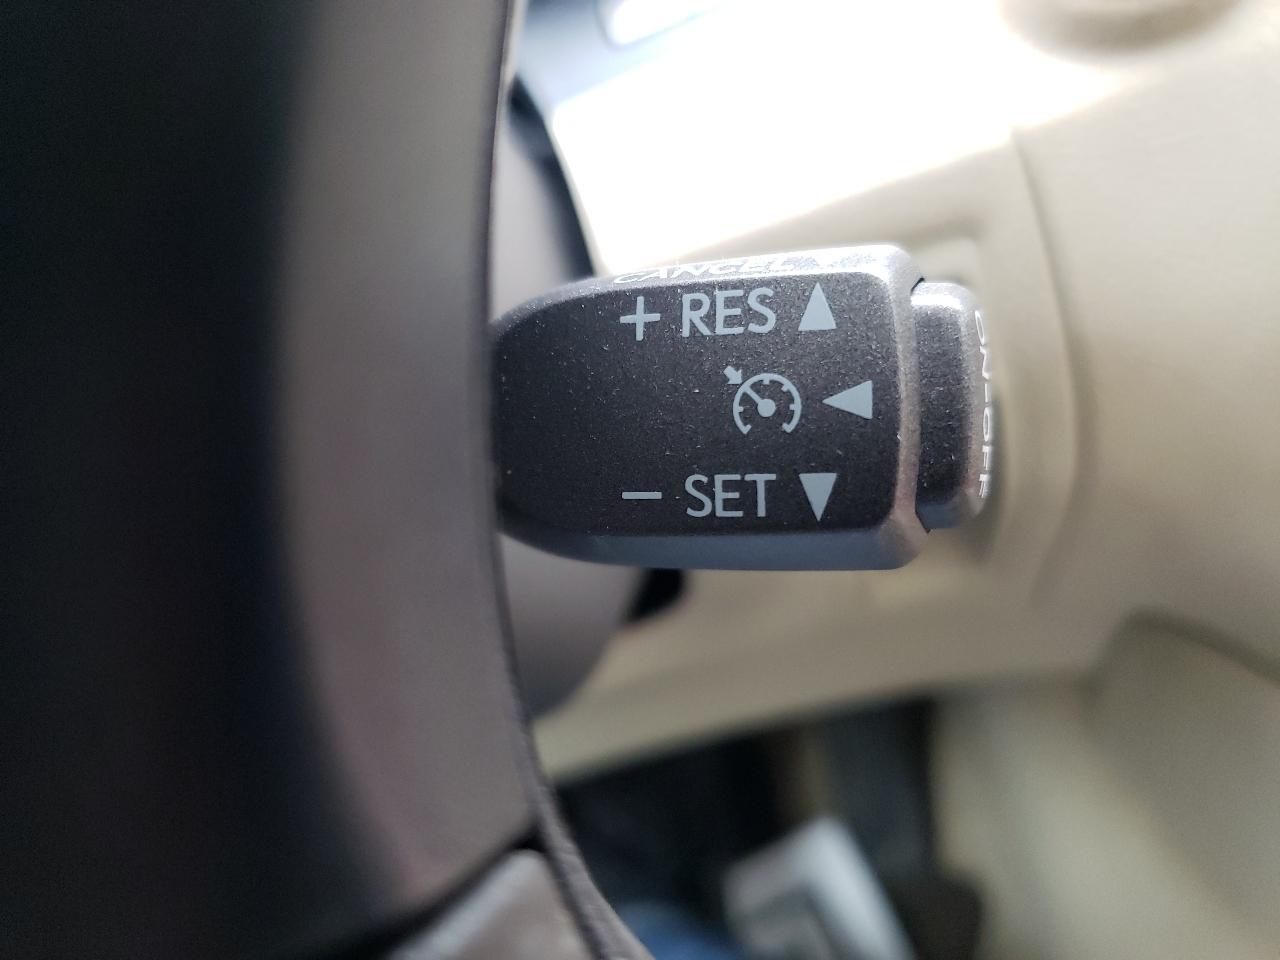 CANCEL
+ RES
- SET
ON-OFF